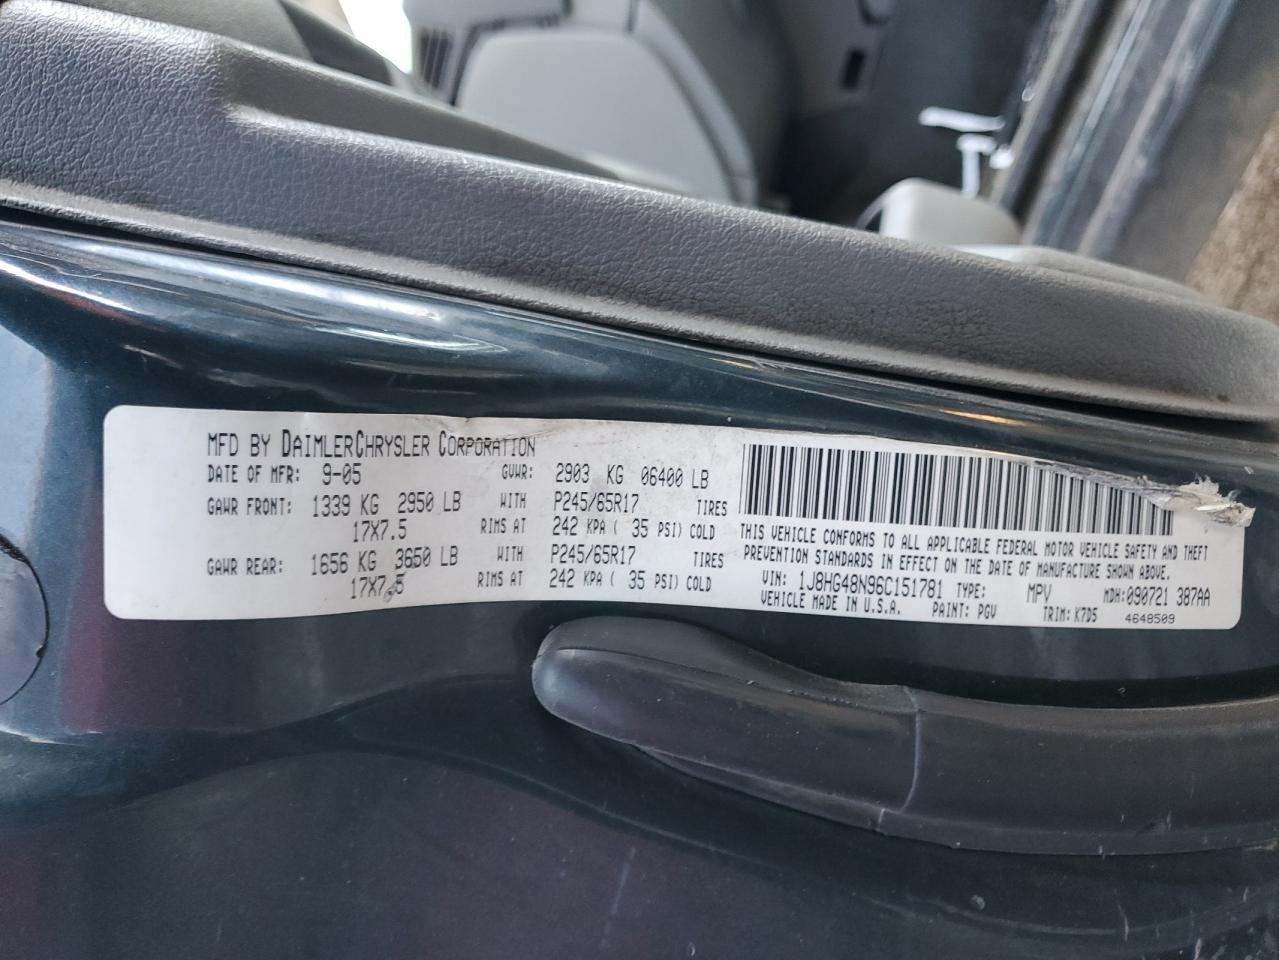 MFD BY DAIMLERCHRYSLER CORPORATION
DATE OF MFR: 9-05 GVWR: 2903 KG 06400 LB
GAWR FRONT: 1339 KG 2950 LB WITH P245/65R17 TIRES
17X7.5 RIMS AT 242 KPA ( 35 PSI) COLD
GAWR REAR: 1656 KG 3650 LB WITH P245/65R17 TIRES
17X7.5 RIMS AT 242 KPA ( 35 PSI) COLD
THIS VEHICLE CONFORMS TO ALL APPLICABLE FEDERAL MOTOR VEHICLE SAFETY AND THEFT
PREVENTION STANDARDS IN EFFECT ON THE DATE OF MANUFACTURE SHOWN ABOVE.
VIN: 1J8HG48N96C151781 TYPE: MPV MDH:090721 387AA
VEHICLE MADE IN U.S.A. PAINT: PGV TRIM: K7D5 4648509